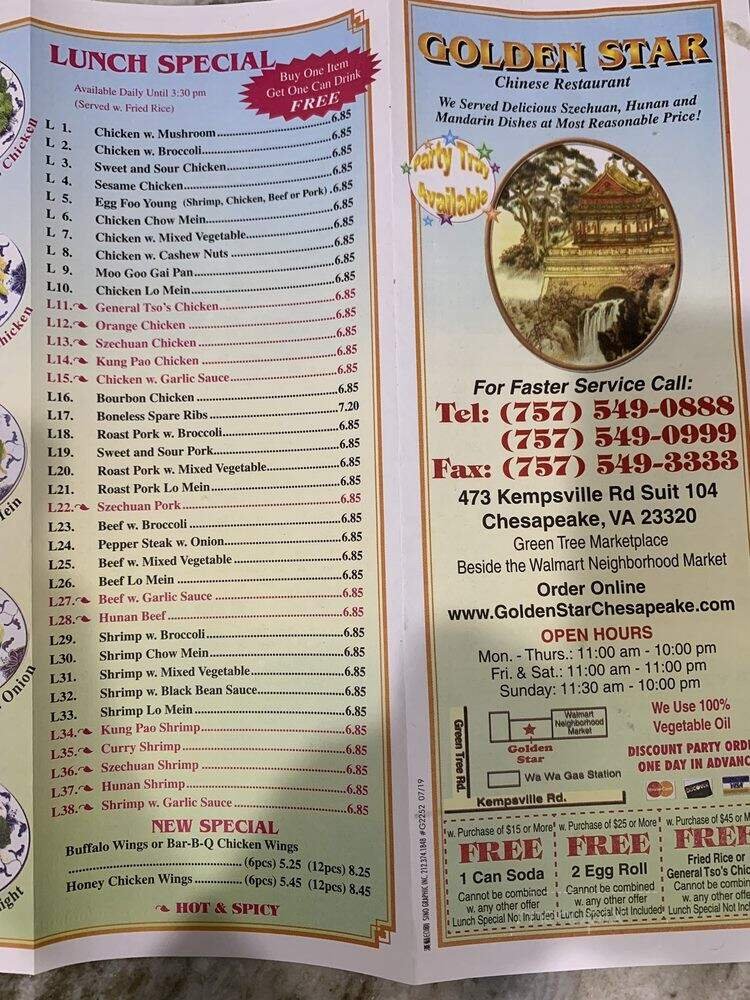 Chicken
hicken
ein
Onion
ight
LUNCH SPECIAL
Available Daily Until 3:30 pm
(Served w. Fried Rice)
Buy One Item
Get One Can Drink
FREE
L 1. Chicken w. Mushroom 6.85
L 2. Chicken w. Broccoli 6.85
L 3. Sweet and Sour Chicken 6.85
L 4. Sesame Chicken 6.85
L 5. Egg Foo Young (Shrimp, Chicken, Beef or Pork) 6.85
L 6. Chicken Chow Mein 6.85
L 7. Chicken w. Mixed Vegetable 6.85
L 8. Chicken w. Cashew Nuts 6.85
L 9. Moo Goo Gai Pan 6.85
L10. Chicken Lo Mein 6.85
L11. General Tso's Chicken 6.85
L12. Orange Chicken 6.85
L13. Szechuan Chicken 6.85
L14. Kung Pao Chicken 6.85
L15. Chicken w. Garlic Sauce 6.85
L16. Bourbon Chicken 6.85
L17. Boneless Spare Ribs 7.20
L18. Roast Pork w. Broccoli 6.85
L19. Sweet and Sour Pork 6.85
L20. Roast Pork w. Mixed Vegetable 6.85
L21. Roast Pork Lo Mein 6.85
L22. Szechuan Pork 6.85
L23. Beef w. Broccoli 6.85
L24. Pepper Steak w. Onion 6.85
L25. Beef w. Mixed Vegetable 6.85
L26. Beef Lo Mein 6.85
L27. Beef w. Garlic Sauce 6.85
L28. Hunan Beef 6.85
L29. Shrimp w. Broccoli 6.85
L30. Shrimp Chow Mein 6.85
L31. Shrimp w. Mixed Vegetable 6.85
L32. Shrimp w. Black Bean Sauce 6.85
L33. Shrimp Lo Mein 6.85
L34. Kung Pao Shrimp 6.85
L35. Curry Shrimp 6.85
L36. Szechuan Shrimp 6.85
L37. Hunan Shrimp 6.85
L38. Shrimp w. Garlic Sauce 6.85
NEW SPECIAL
Buffalo Wings or Bar-B-Q Chicken Wings
(6pcs) 5.25 (12pcs) 8.25
Honey Chicken Wings (6pcs) 5.45 (12pcs) 8.45
HOT & SPICY
GOLDEN STAR
Chinese Restaurant
We Served Delicious Szechuan, Hunan and
Mandarin Dishes at Most Reasonable Price!
Party Tray
Available
For Faster Service Call:
Tel: (757) 549-0888
(757) 549-0999
Fax: (757) 549-3333
473 Kempsville Rd Suit 104
Chesapeake, VA 23320
Green Tree Marketplace
Beside the Walmart Neighborhood Market
Order Online
www.GoldenStarChesapeake.com
OPEN HOURS
Mon. - Thurs.: 11:00 am - 10:00 pm
Fri. & Sat.: 11:00 am - 11:00 pm
Sunday: 11:30 am - 10:00 pm
Green Tree Rd.
Walmart
Neighborhood
Market
Golden
Star
Wa Wa Gas Station
Kempsville Rd.
We Use 100%
Vegetable Oil
DISCOUNT PARTY ORD
ONE DAY IN ADVANC
MasterCard
DISCOVER
VISA
SINO GRAPHIC INC. 212.374.1848 #G2252 07/19
w. Purchase of $15 or More
FREE
1 Can Soda
Cannot be combined
w. any other offer
Lunch Special Not Included
w. Purchase of $25 or More
FREE
2 Egg Roll
Cannot be combined
w. any other offer
Lunch Special Not Included
w. Purchase of $45 or M
FREE
Fried Rice or
General Tso's Chic
Cannot be combin
w. any other offe
Lunch Special Not Incl